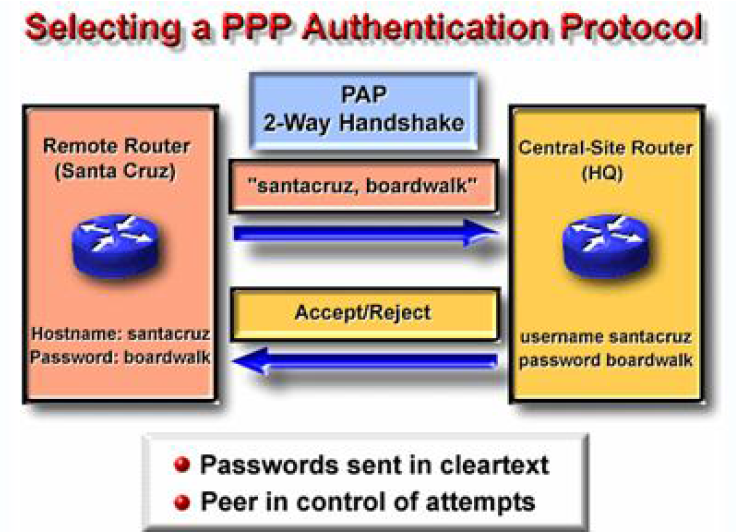 Selecting a PPP Authentication Protocol
PAP
2-Way Handshake
Remote Router
(Santa Cruz)
Hostname: santacruz
Password: boardwalk
"santacruz, boardwalk"
Accept/Reject
Central-Site Router
(HQ)
username santacruz
password boardwalk
Passwords sent in cleartext
Peer in control of attempts